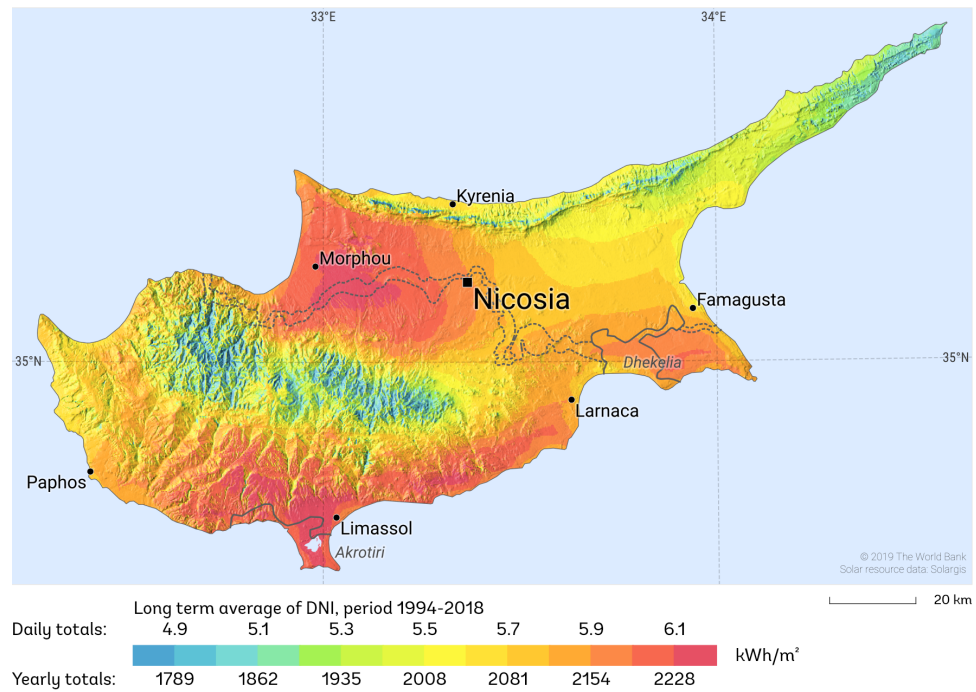 33°E 34°E
Kyrenia
Morphou
Nicosia
Famagusta
35°N 35°N
Dhekelia
Larnaca
Paphos
Limassol
Akrotiri
© 2019 The World Bank
Solar resource data: Solargis
20 km
Long term average of DNI, period 1994-2018
Daily totals: 4.9 5.1 5.3 5.5 5.7 5.9 6.1
kWh/m²
Yearly totals: 1789 1862 1935 2008 2081 2154 2228